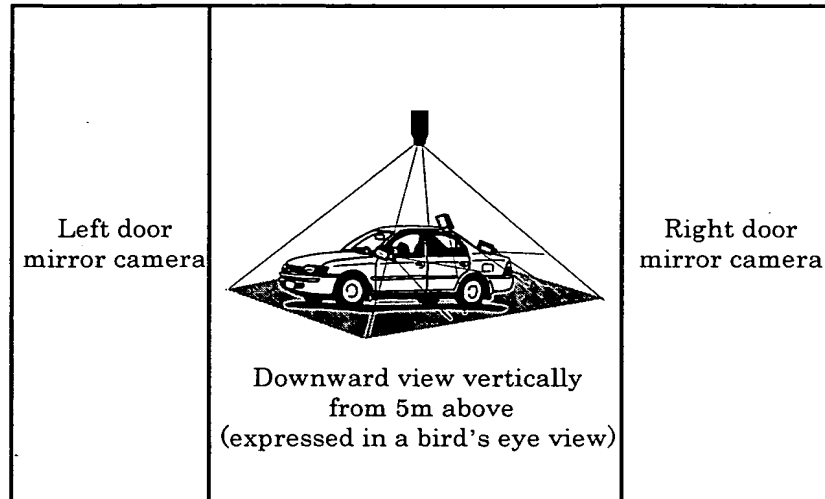 Left door
mirror camera
Downward view vertically
from 5m above
(expressed in a bird's eye view)
Right door
mirror camera